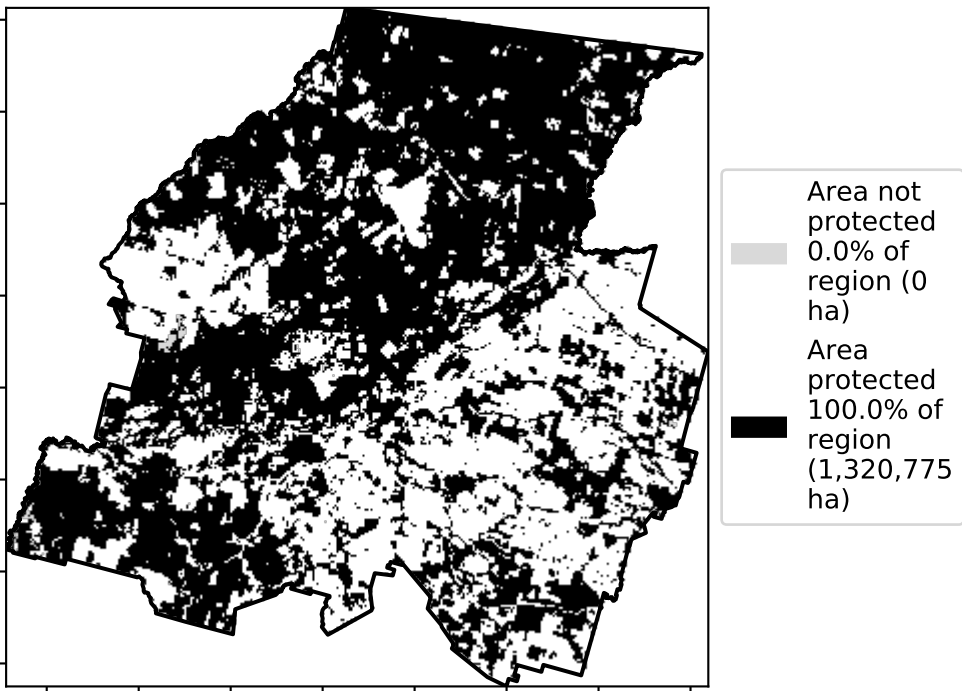 Area not
protected
0.0% of
region (0
ha)
Area
protected
100.0% of
region
(1,320,775
ha)